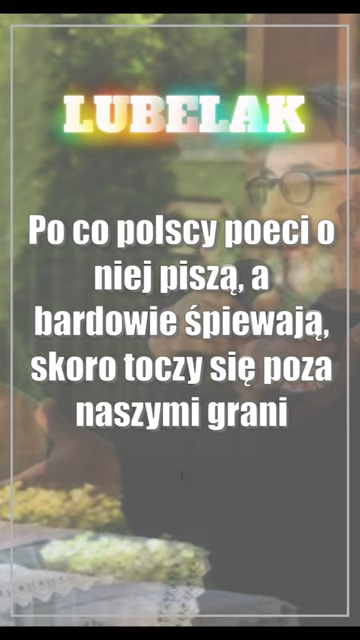 LUBELAK
Po co polscy poeci o
niej piszą, a
bardowie śpiewają,
skoro toczy się poza
naszymi grani